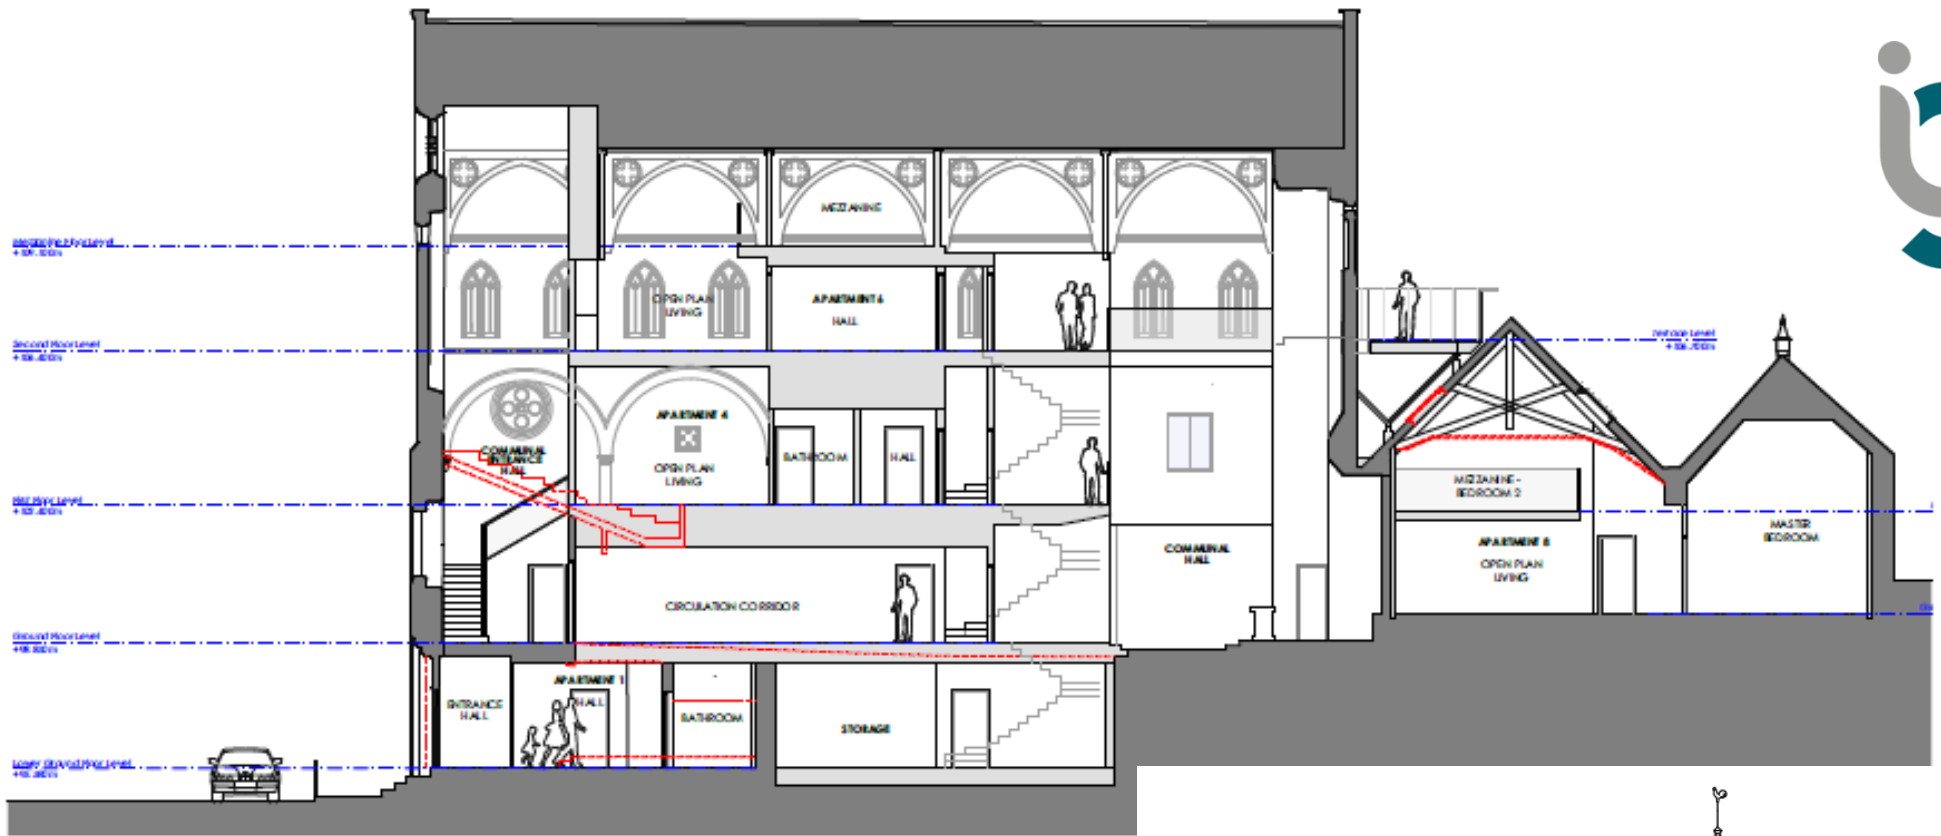 MEZZANINE
OPEN PLAN
LIVING
APARTMENT 6
HALL
Second Floor Level
Terrace Level
APARTMENT 4
OPEN PLAN
LIVING
COMMUNAL
ENTRANCE
HALL
BATHROOM
HALL
MEZZANINE -
BEDROOM 2
First Floor Level
MASTER
BEDROOM
APARTMENT 8
OPEN PLAN
LIVING
COMMUNAL
HALL
CIRCULATION CORRIDOR
Ground Floor Level
APARTMENT 1
HALL
ENTRANCE
HALL
BATHROOM
STORAGE
Lower Ground Floor Level